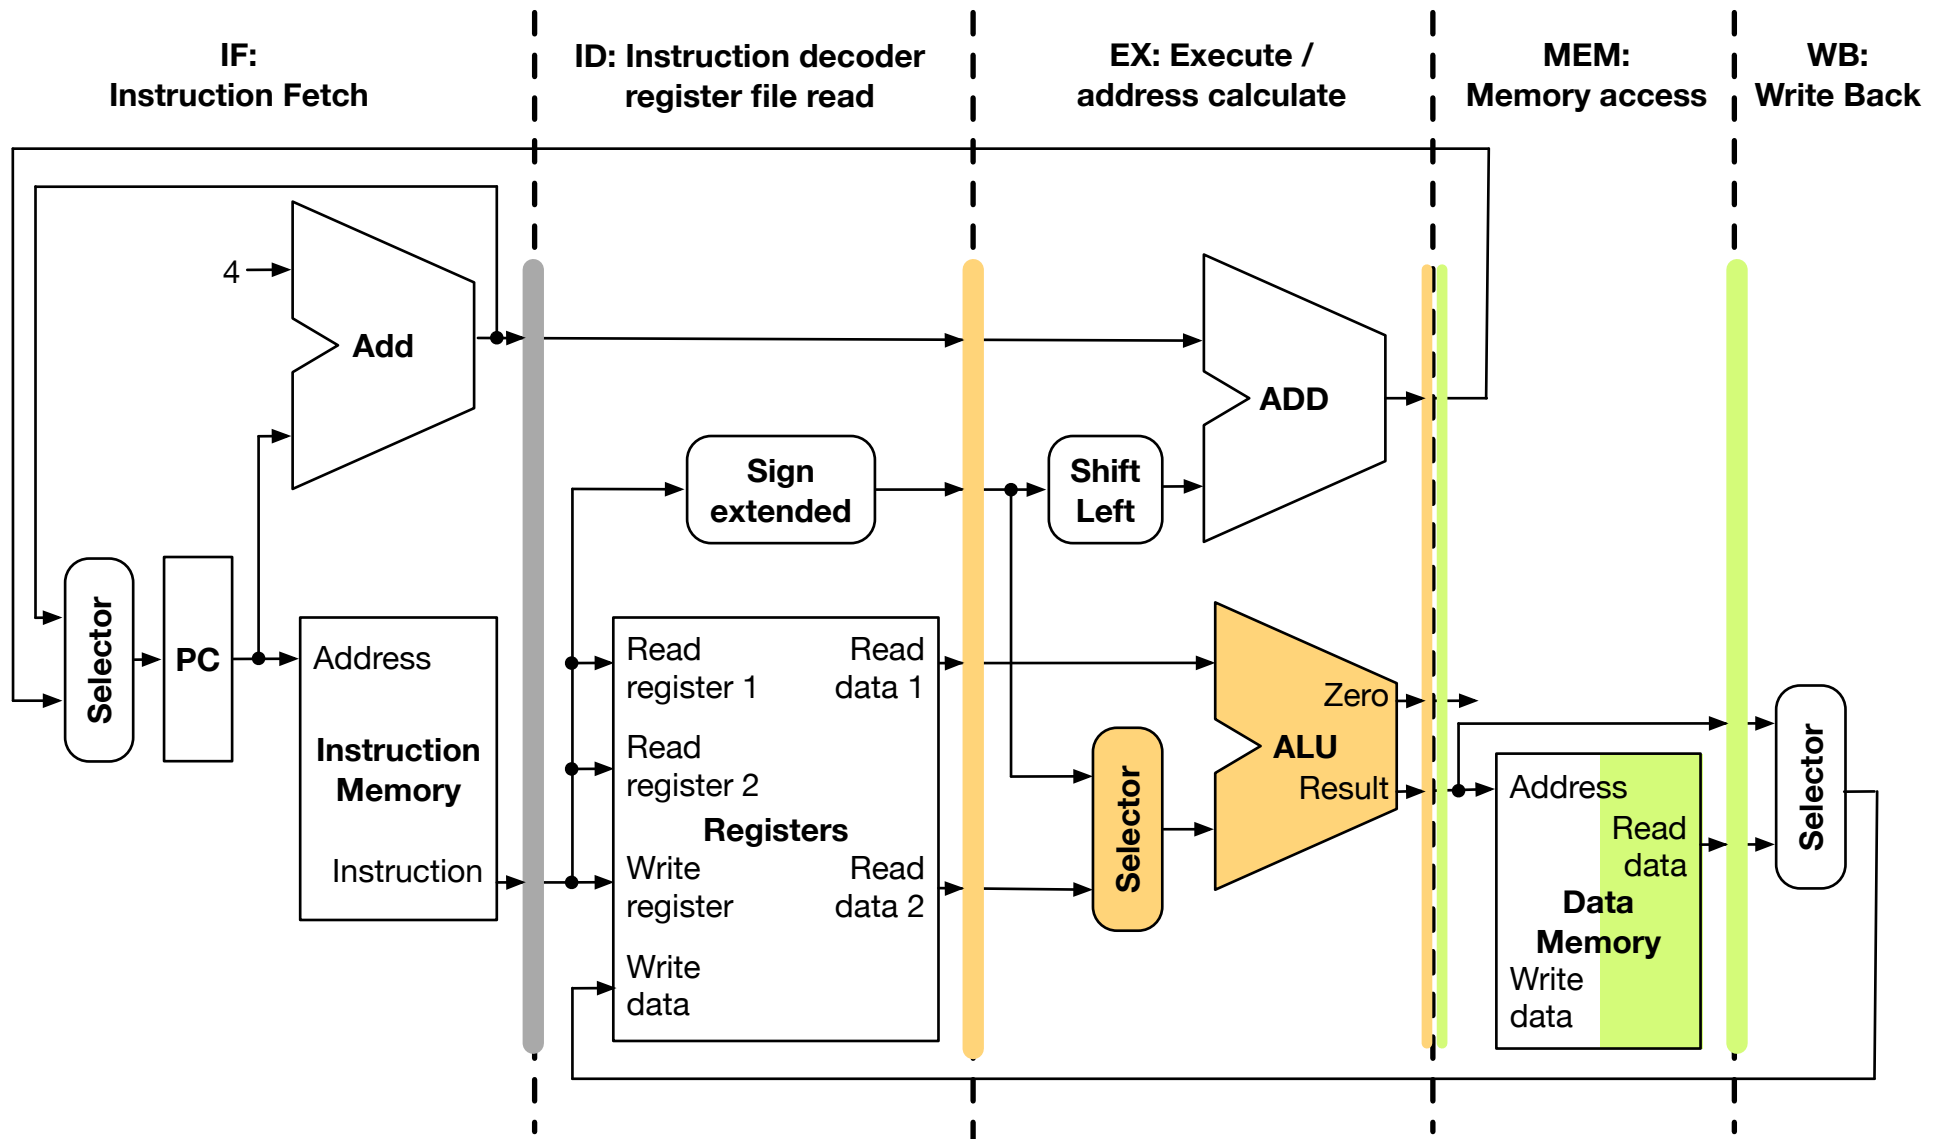 IF:
Instruction Fetch
ID: Instruction decoder
register file read
EX: Execute /
address calculate
MEM:
Memory access
WB:
Write Back
4
Add
ADD
Sign
extended
Shift
Left
Selector
PC
Address
Instruction
Memory
Instruction
Read
register 1
Read
data 1
Read
register 2
Registers
Write
register
Read
data 2
Write
data
Selector
Zero
ALU
Result
Address
Read
data
Data
Memory
Write
data
Selector